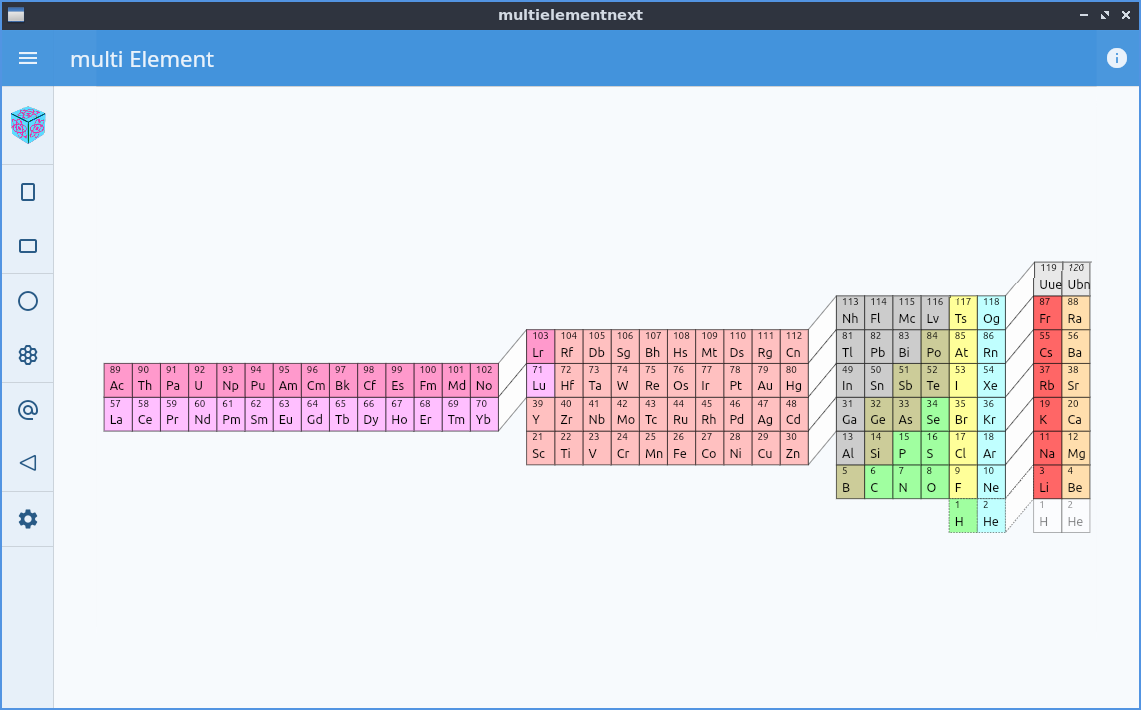 multielementnext
multi Element
119 120
Uue Ubn
113 114 115 116 117 118 87 88
Nh Fl Mc Lv Ts Og Fr Ra
103 104 105 106 107 108 109 110 111 112 81 82 83 84 85 86 55 56
Lr Rf Db Sg Bh Hs Mt Ds Rg Cn Tl Pb Bi Po At Rn Cs Ba
89 90 91 92 93 94 95 96 97 98 99 100 101 102 71 72 73 74 75 76 77 78 79 80 49 50 51 52 53 54 37 38
Ac Th Pa U Np Pu Am Cm Bk Cf Es Fm Md No Lu Hf Ta W Re Os Ir Pt Au Hg In Sn Sb Te I Xe Rb Sr
57 58 59 60 61 62 63 64 65 66 67 68 69 70 39 40 41 42 43 44 45 46 47 48 31 32 33 34 35 36 19 20
La Ce Pr Nd Pm Sm Eu Gd Tb Dy Ho Er Tm Yb Y Zr Nb Mo Tc Ru Rh Pd Ag Cd Ga Ge As Se Br Kr K Ca
21 22 23 24 25 26 27 28 29 30 13 14 15 16 17 18 11 12
Sc Ti V Cr Mn Fe Co Ni Cu Zn Al Si P S Cl Ar Na Mg
5 6 7 8 9 10 3 4
B C N O F Ne Li Be
1 2 1 2
H He H He